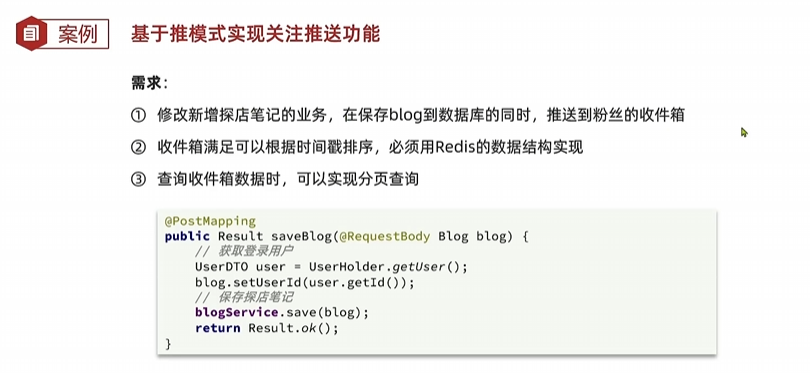 案例
基于推模式实现关注推送功能
需求：
① 修改新增探店笔记的业务，在保存blog到数据库的同时，推送到粉丝的收件箱
② 收件箱满足可以根据时间戳排序，必须用Redis的数据结构实现
③ 查询收件箱数据时，可以实现分页查询
@PostMapping
public Result saveBlog(@RequestBody Blog blog) {
    // 获取登录用户
    UserDTO user = UserHolder.getUser();
    blog.setUserId(user.getId());
    // 保存探店笔记
    blogService.save(blog);
    return Result.ok();
}